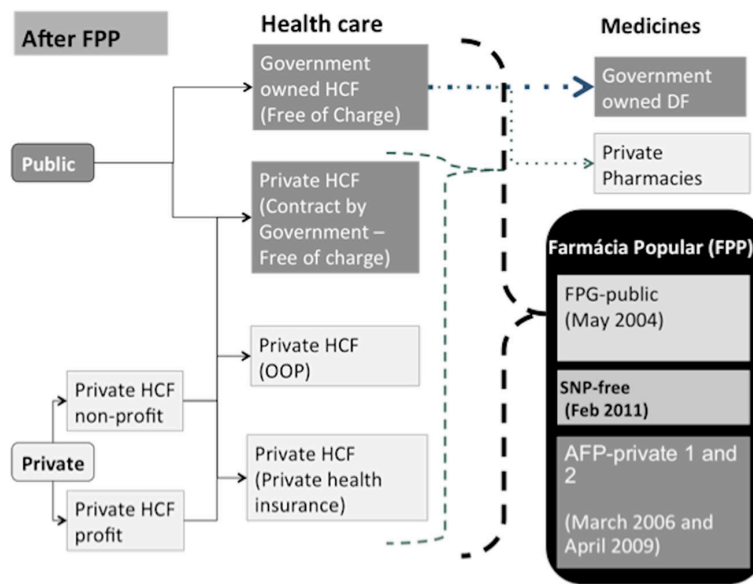 After FPP
Health care
Medicines
Public
Government
owned HCF
(Free of Charge)
Government
owned DF
Private
Pharmacies
Private HCF
(Contract by
Government –
Free of charge)
Private HCF
(OOP)
Private HCF
(Private health
insurance)
Private HCF
non-profit
Private
Private HCF
profit
Farmácia Popular (FPP)
FPG-public
(May 2004)
SNP-free
(Feb 2011)
AFP-private 1 and
2
(March 2006 and
April 2009)